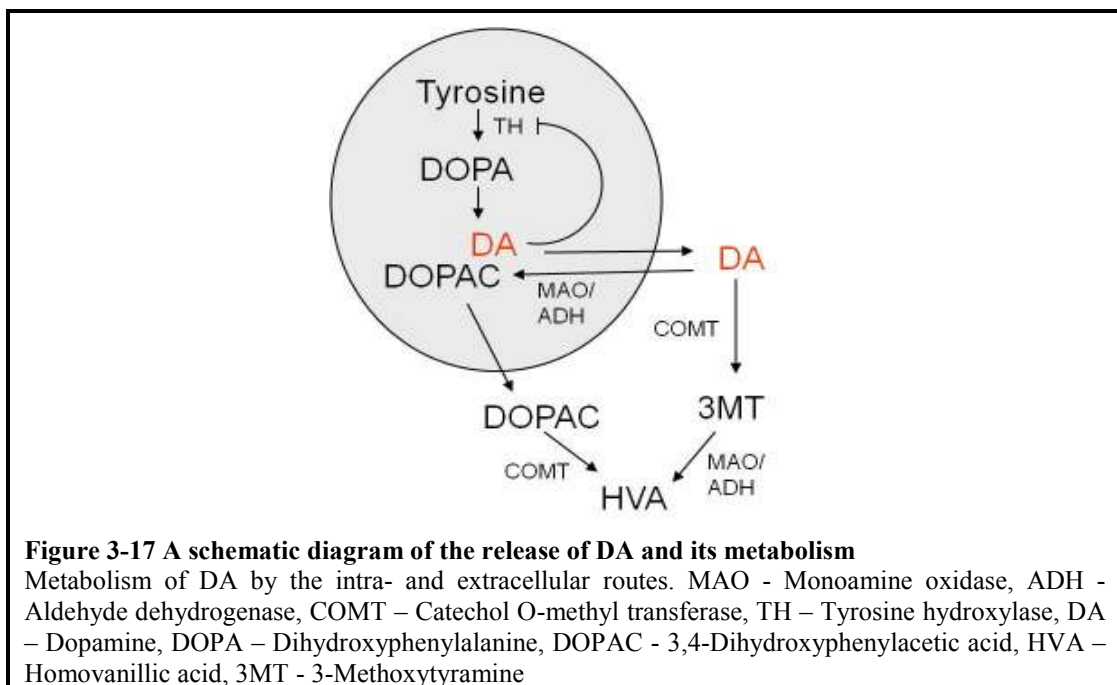 Tyrosine
TH
DOPA
DA
DA
DOPAC
MAO/
ADH
COMT
DOPAC
3MT
COMT
MAO/
ADH
HVA
Figure 3-17 A schematic diagram of the release of DA and its metabolism
Metabolism of DA by the intra- and extracellular routes. MAO - Monoamine oxidase, ADH -
Aldehyde dehydrogenase, COMT – Catechol O-methyl transferase, TH – Tyrosine hydroxylase, DA
– Dopamine, DOPA – Dihydroxyphenylalanine, DOPAC - 3,4-Dihydroxyphenylacetic acid, HVA –
Homovanillic acid, 3MT - 3-Methoxytyramine